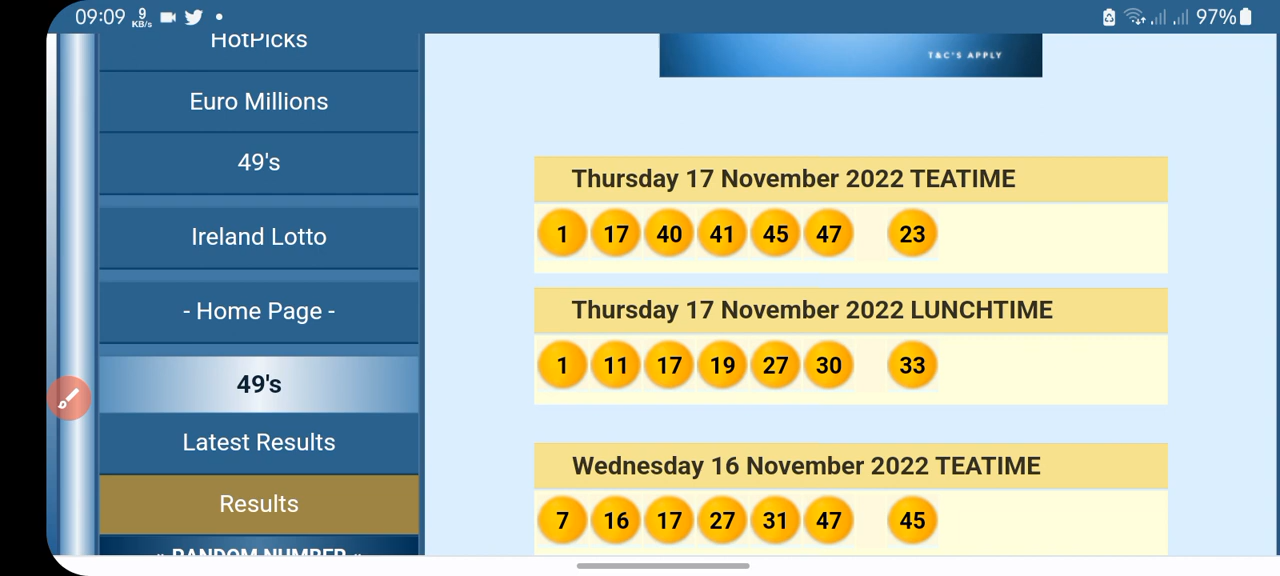 09:09 9 KB/s 97%
HotPicks
Euro Millions
49's
Ireland Lotto
- Home Page -
49's
Latest Results
Results
T&C'S APPLY
Thursday 17 November 2022 TEATIME
1 17 40 41 45 47 23
Thursday 17 November 2022 LUNCHTIME
1 11 17 19 27 30 33
Wednesday 16 November 2022 TEATIME
7 16 17 27 31 47 45
RANDOM NUMBER